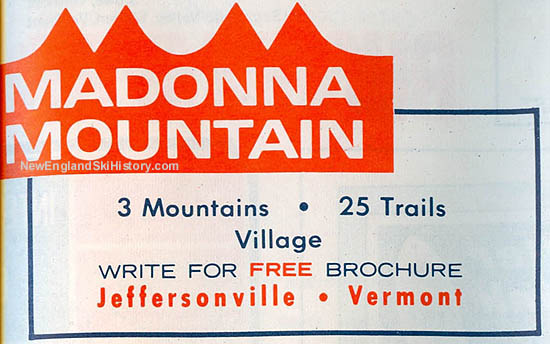 MADONNA
MOUNTAIN
NewEnglandSkiHistory.com
3 Mountains • 25 Trails
Village
WRITE FOR FREE BROCHURE
Jeffersonville • Vermont